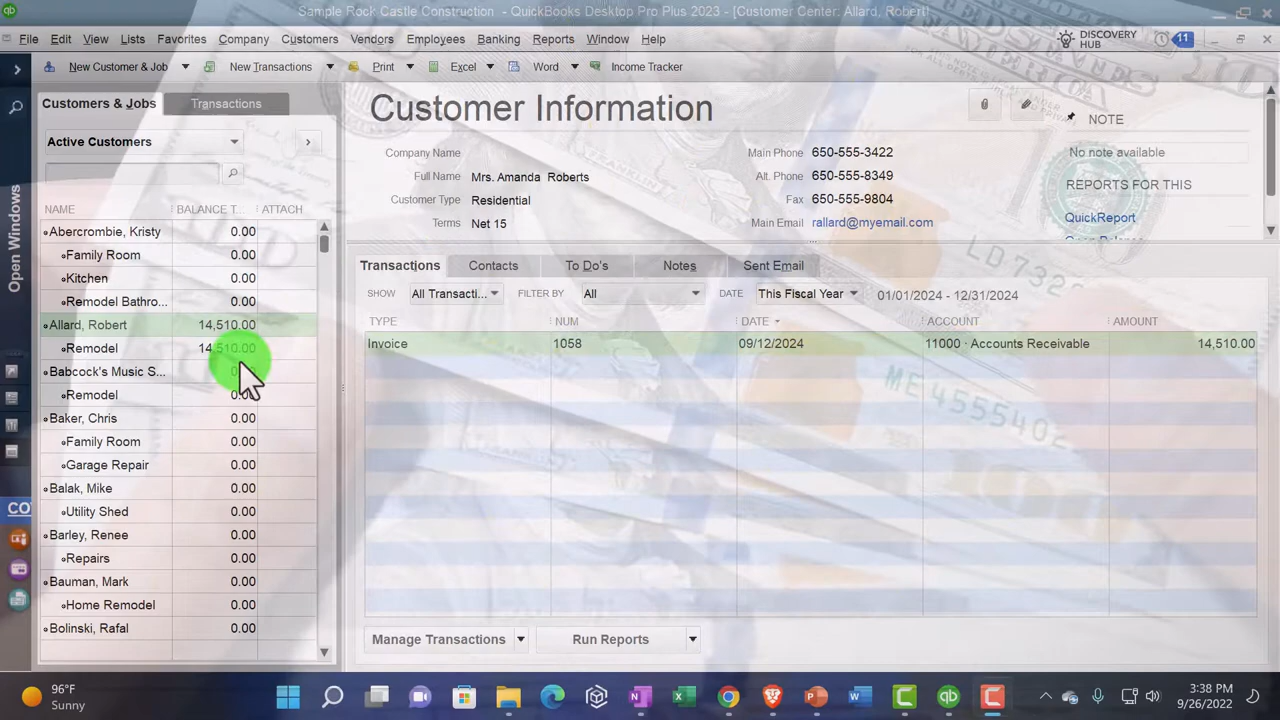 Sample Rock: Castle Construction - QuickBooks Desktop Pro Plus 2023 - [Customer Center: Allard, Robert]
File Edit View Lists Favorites Company Customers Vendors Employees Banking Reports Window Help
DISCOVERY HUB 11
New Customer & Job New Transactions Print Excel Word Income Tracker
Customers & Jobs Transactions
Active Customers
NAME BALANCE T... ATTACH
Abercrombie, Kristy 0.00
Family Room 0.00
Kitchen 0.00
Remodel Bathro... 0.00
Allard, Robert 14,510.00
Remodel 14,510.00
Babcock's Music S... 0.00
Remodel 0.00
Baker, Chris 0.00
Family Room 0.00
Garage Repair 0.00
Balak, Mike 0.00
Utility Shed 0.00
Barley, Renee 0.00
Repairs 0.00
Bauman, Mark 0.00
Home Remodel 0.00
Bolinski, Rafal 0.00
Open Windows
Customer Information
Company Name
Full Name Mrs. Amanda Roberts
Customer Type Residential
Terms Net 15
Main Phone 650-555-3422
Alt. Phone 650-555-8349
Fax 650-555-9804
Main Email rallard@myemail.com
NOTE
No note available
REPORTS FOR THIS
QuickReport
Transactions Contacts To Do's Notes Sent Email
SHOW All Transacti... FILTER BY All DATE This Fiscal Year 01/01/2024 - 12/31/2024
TYPE NUM DATE ACCOUNT AMOUNT
Invoice 1058 09/12/2024 11000 · Accounts Receivable 14,510.00
Manage Transactions Run Reports
96°F
Sunny
3:38 PM
9/26/2022